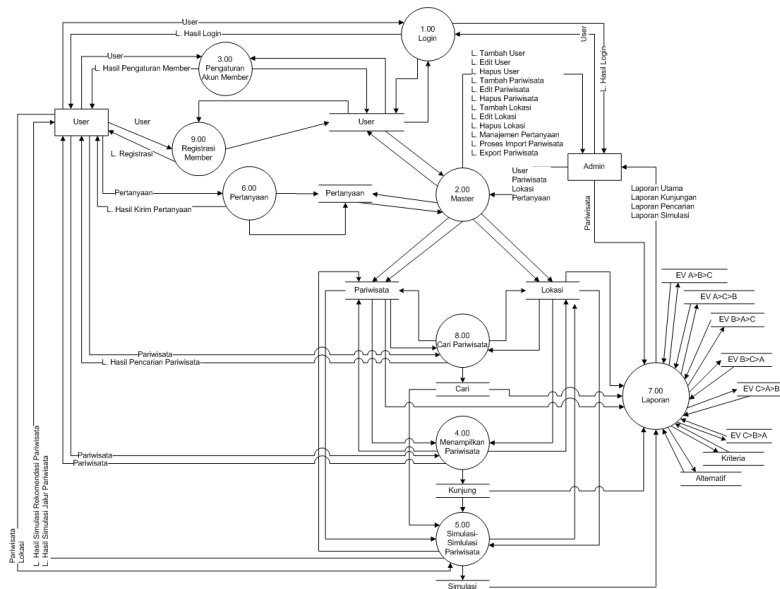 User
L. Hasil Login
1.00
Login
User
L. Hasil Login
User
L. Hasil Pengaturan Member
3.00
Pengaturan
Akun Member
L. Tambah User
L. Edit User
L. Hapus User
L. Tambah Pariwisata
L. Edit Pariwisata
L. Hapus Pariwisata
L. Tambah Lokasi
L. Edit Lokasi
L. Hapus Lokasi
L. Manajemen Pertanyaan
L. Proses Import Pariwisata
L. Export Pariwisata
User
User
L. Registrasi
9.00
Registrasi
Member
User
Admin
User
Pariwisata
Lokasi
Pertanyaan
Pariwisata
Laporan Utama
Laporan Kunjungan
Laporan Pencarian
Laporan Simulasi
Pertanyaan
L. Hasil Kirim Pertanyaan
6.00
Pertanyaan
Pertanyaan
2.00
Master
Pariwisata
Lokasi
EV A>B>C
EV A>C>B
EV B>A>C
EV B>C>A
EV C>A>B
EV C>B>A
Kriteria
Alternatif
7.00
Laporan
8.00
Cari Pariwisata
Pariwisata
L. Hasil Pencarian Pariwisata
Cari
4.00
Menampilkan
Pariwisata
Pariwisata
Pariwisata
Kunjung
5.00
Simulasi-
Simlulasi
Pariwisata
Simulasi
Pariwisata
Lokasi
L. Hasil Simulasi Rekomendasi Pariwisata
L. Hasil Simulasi Jalur Pariwisata